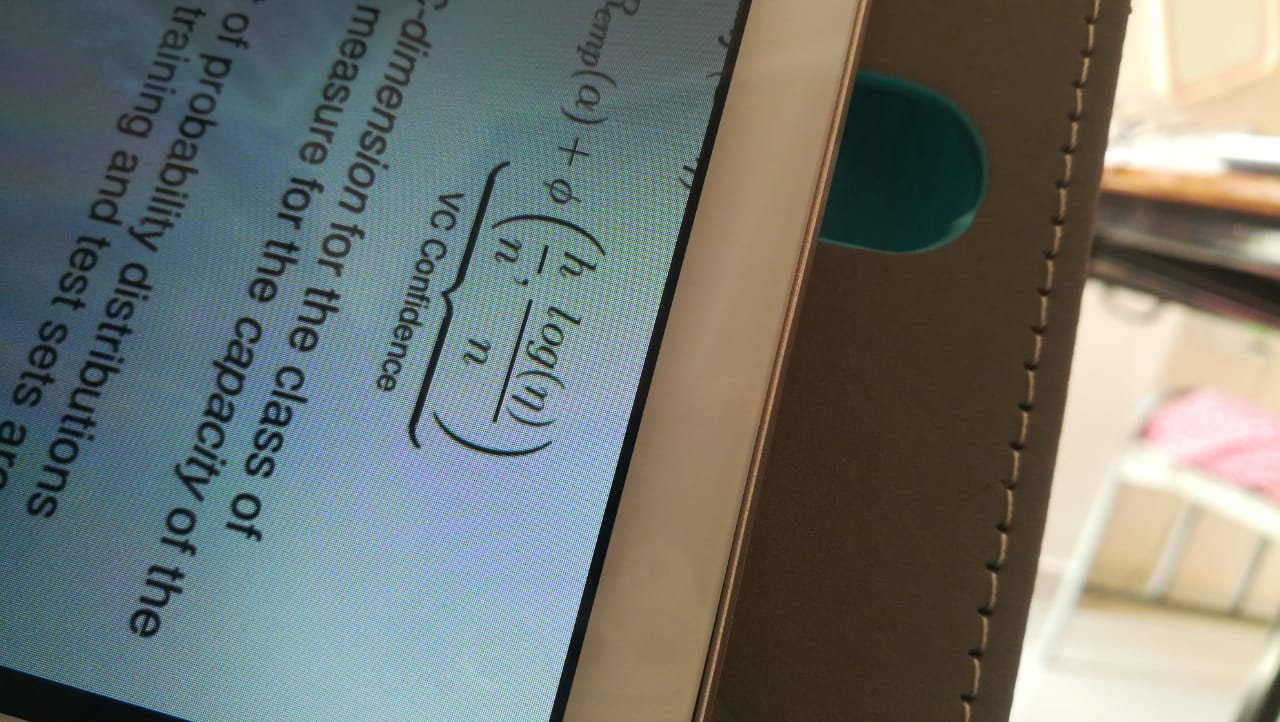 emp(α) + ϕ ( h/n , log(η)/n )
VC Confidence
-dimension for the class of
measure for the capacity of the
of probability distributions
training and test sets